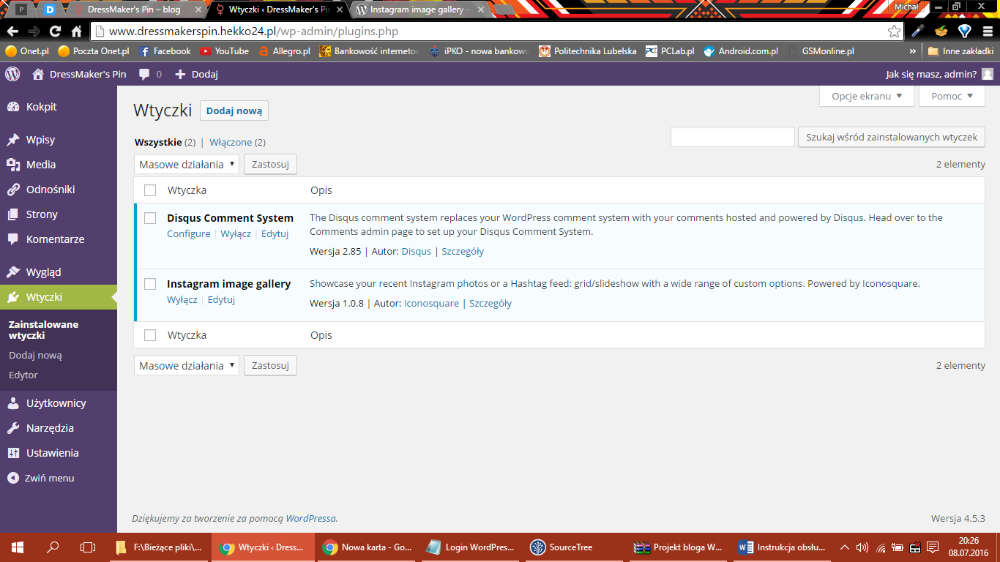 DressMaker's Pin – blog
Wtyczki ‹ DressMaker's Pin
Instagram image gallery –
Michał
www.dressmakerspin.hekko24.pl/wp-admin/plugins.php
Onet.pl
Poczta Onet.pl
Facebook
YouTube
Allegro.pl
Bankowość internetow
iPKO - nowa bankowc
Politechnika Lubelska
PCLab.pl
Android.com.pl
GSMonline.pl
»
Inne zakładki
DressMaker's Pin
0
+ Dodaj
Jak się masz, admin?
Kokpit
Wpisy
Media
Odnośniki
Strony
Komentarze
Wygląd
Wtyczki
Zainstalowane
wtyczki
Dodaj nową
Edytor
Użytkownicy
Narzędzia
Ustawienia
Zwiń menu
Opcje ekranu
Pomoc
Wtyczki
Dodaj nową
Wszystkie (2) | Włączone (2)
Szukaj wśród zainstalowanych wtyczek
Masowe działania
Zastosuj
2 elementy
Wtyczka
Opis
Disqus Comment System
Configure | Wyłącz | Edytuj
The Disqus comment system replaces your WordPress comment system with your comments hosted and powered by Disqus. Head over to the
Comments admin page to set up your Disqus Comment System.
Wersja 2.85 | Autor: Disqus | Szczegóły
Instagram image gallery
Wyłącz | Edytuj
Showcase your recent Instagram photos or a Hashtag feed: grid/slideshow with a wide range of custom options. Powered by Iconosquare.
Wersja 1.0.8 | Autor: Iconosquare | Szczegóły
Wtyczka
Opis
Masowe działania
Zastosuj
2 elementy
Dziękujemy za tworzenie za pomocą WordPressa.
Wersja 4.5.3
F:\Bieżące pliki\...
Wtyczki ‹ Dress...
Nowa karta - Go...
Login WordPres...
SourceTree
Projekt bloga W...
Instrukcja obsłu...
20:26
08.07.2016